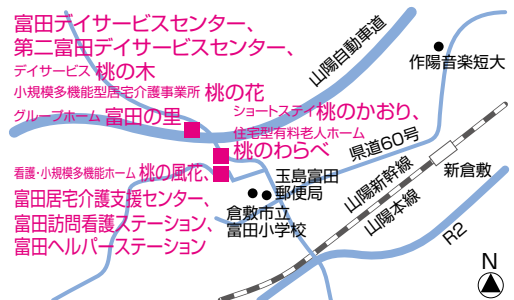 富田デイサービスセンター、
第二富田デイサービスセンター、
デイサービス 桃の木
小規模多機能型居宅介護事業所 桃の花
グループホーム 富田の里
ショートステイ桃のかおり、
住宅型有料老人ホーム
桃のわらべ
看護・小規模多機能ホーム 桃の風花、
富田居宅介護支援センター、
富田訪問看護ステーション、
富田ヘルパーステーション
山陽自動車道
作陽音楽短大
県道60号
玉島富田
郵便局
倉敷市立
富田小学校
山陽新幹線
山陽本線
新倉敷
R2
N